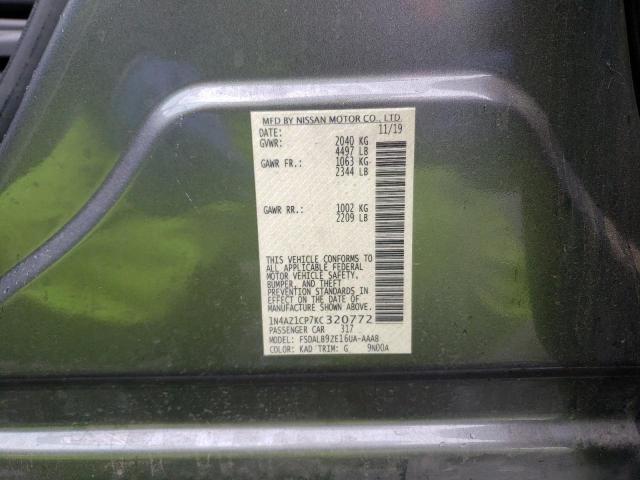 MFD BY NISSAN MOTOR CO., LTD.
DATE: 11/19
GVWR: 2040 KG
4497 LB
GAWR FR.: 1063 KG
2344 LB
GAWR RR.: 1002 KG
2209 LB
THIS VEHICLE CONFORMS TO
ALL APPLICABLE FEDERAL
MOTOR VEHICLE SAFETY,
BUMPER, AND THEFT
PREVENTION STANDARDS IN
EFFECT ON THE DATE OF
MANUFACTURE SHOWN ABOVE.
1N4AZ1CP7KC320772
PASSENGER CAR 317
MODEL: FSDALB9ZE16UA-AAAB
COLOR: KAD TRIM: G 9N00A